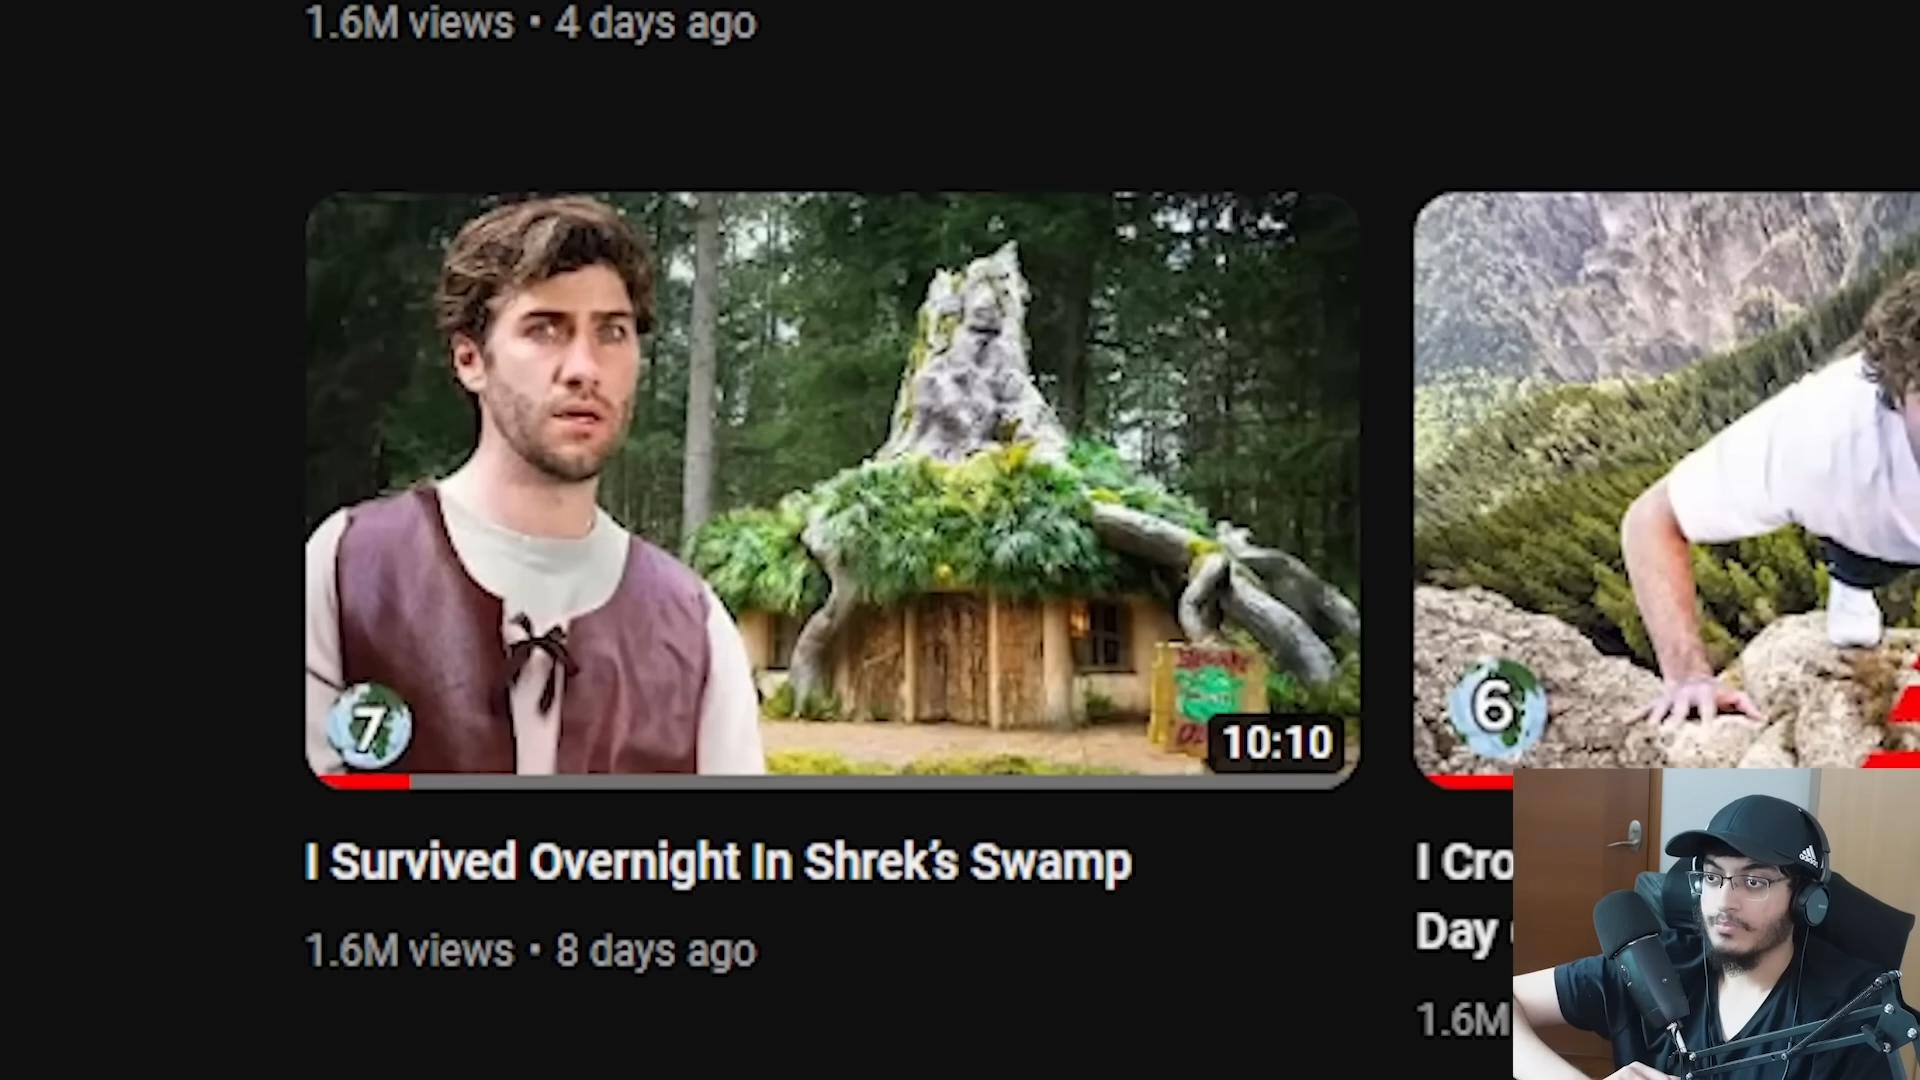 1.6M views • 4 days ago
7
10:10
6
I Survived Overnight In Shrek's Swamp
1.6M views • 8 days ago
I Cro
Day
1.6M
adidas